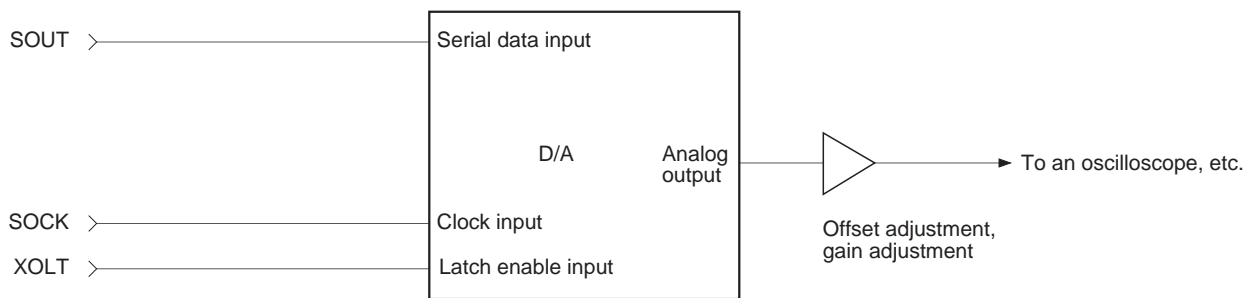 SOUT
Serial data input
D/A
Analog
output
To an oscilloscope, etc.
SOCK
Clock input
Offset adjustment,
gain adjustment
XOLT
Latch enable input